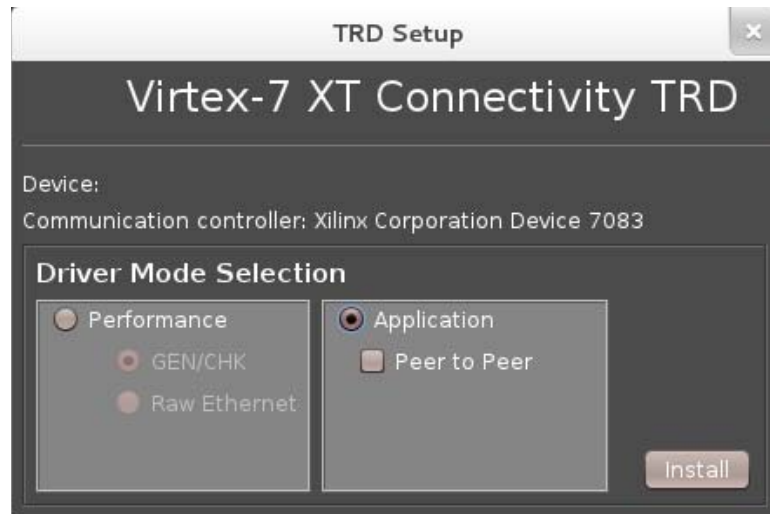 TRD Setup
Virtex-7 XT Connectivity TRD
Device:
Communication controller: Xilinx Corporation Device 7083
Driver Mode Selection
Performance
GEN/CHK
Raw Ethernet
Application
Peer to Peer
Install